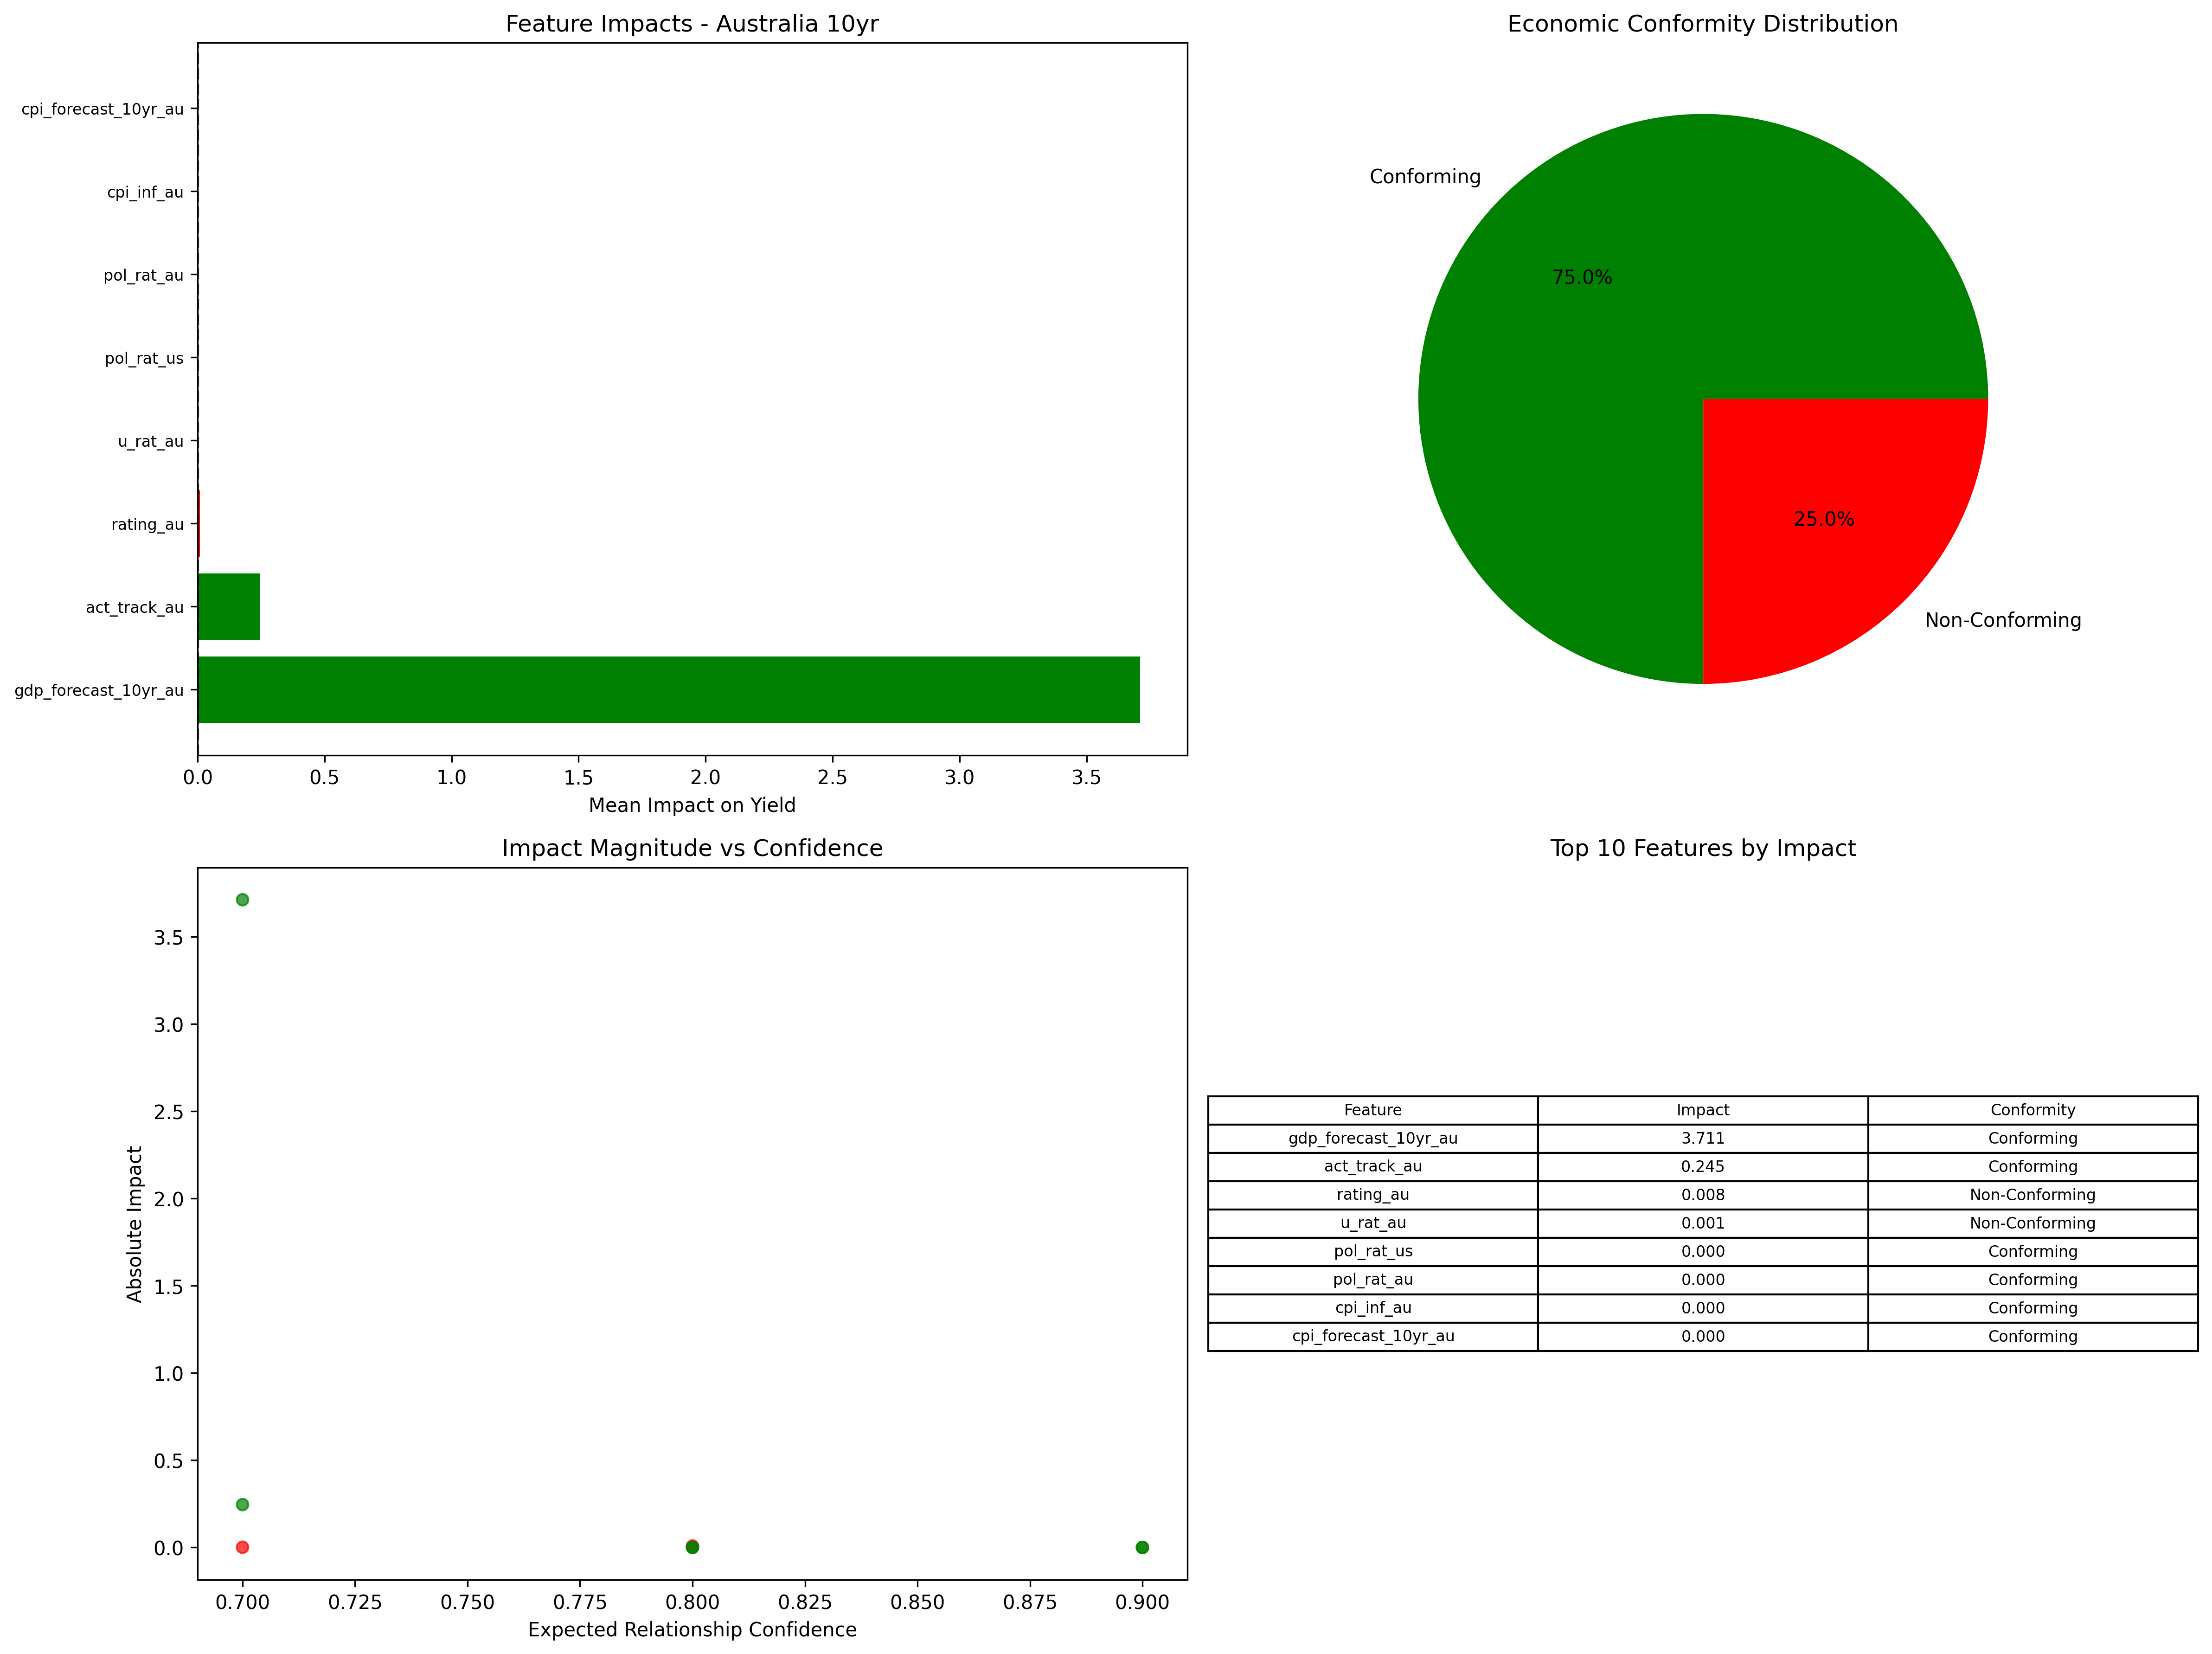 Feature Impacts - Australia 10yr
cpi_forecast_10yr_au
cpi_inf_au
pol_rat_au
pol_rat_us
u_rat_au
rating_au
act_track_au
gdp_forecast_10yr_au
0.0 0.5 1.0 1.5 2.0 2.5 3.0 3.5
Mean Impact on Yield
Economic Conformity Distribution
Conforming
75.0%
25.0%
Non-Conforming
Impact Magnitude vs Confidence
Absolute Impact
3.5
3.0
2.5
2.0
1.5
1.0
0.5
0.0
0.700 0.725 0.750 0.775 0.800 0.825 0.850 0.875 0.900
Expected Relationship Confidence
Top 10 Features by Impact
Feature Impact Conformity
gdp_forecast_10yr_au 3.711 Conforming
act_track_au 0.245 Conforming
rating_au 0.008 Non-Conforming
u_rat_au 0.001 Non-Conforming
pol_rat_us 0.000 Conforming
pol_rat_au 0.000 Conforming
cpi_inf_au 0.000 Conforming
cpi_forecast_10yr_au 0.000 Conforming